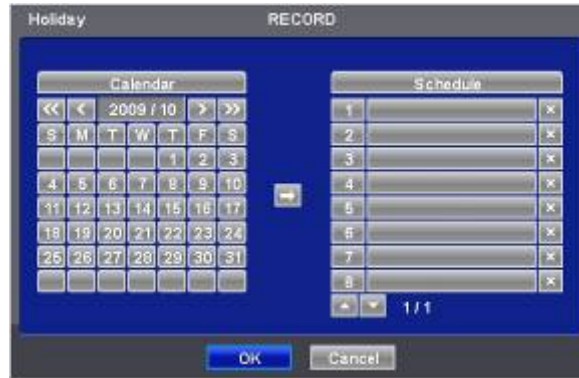 Holiday RECORD
Calendar
<< < 2009 / 10 > >>
S M T W T F S
1 2 3
4 5 6 7 8 9 10
11 12 13 14 15 16 17
18 19 20 21 22 23 24
25 26 27 28 29 30 31
Schedule
1 ×
2 ×
3 ×
4 ×
5 ×
6 ×
7 ×
8 ×
1 / 1
OK Cancel